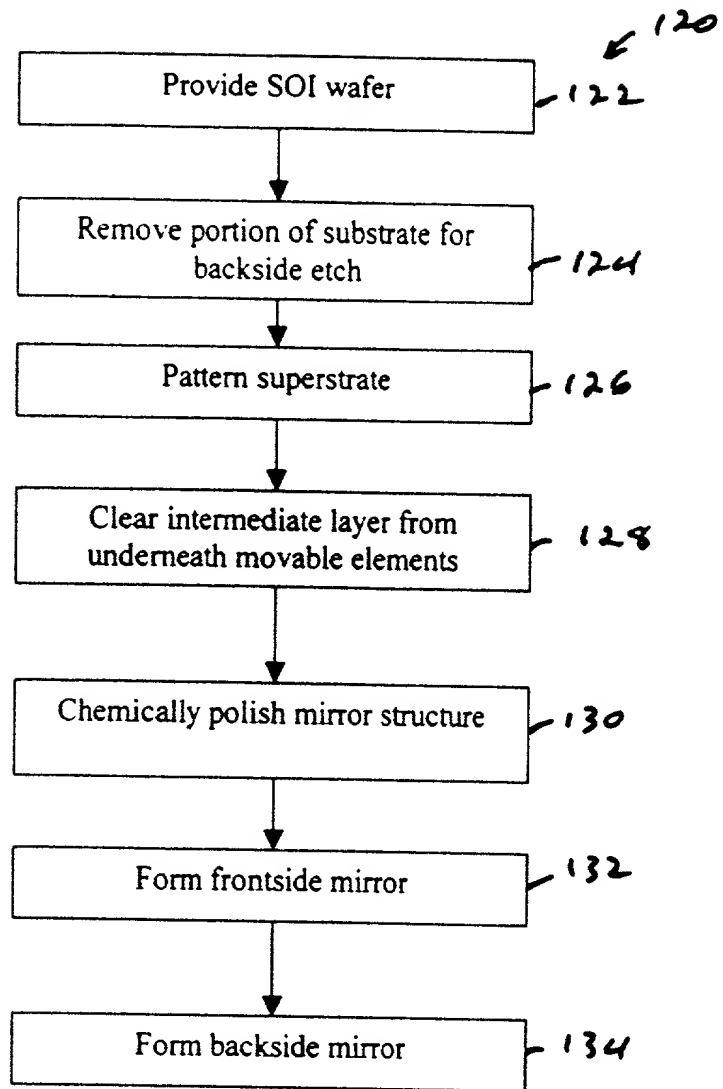 120
Provide SOI wafer
122
Remove portion of substrate for
backside etch
124
Pattern superstrate
126
Clear intermediate layer from
underneath movable elements
128
Chemically polish mirror structure
130
Form frontside mirror
132
Form backside mirror
134